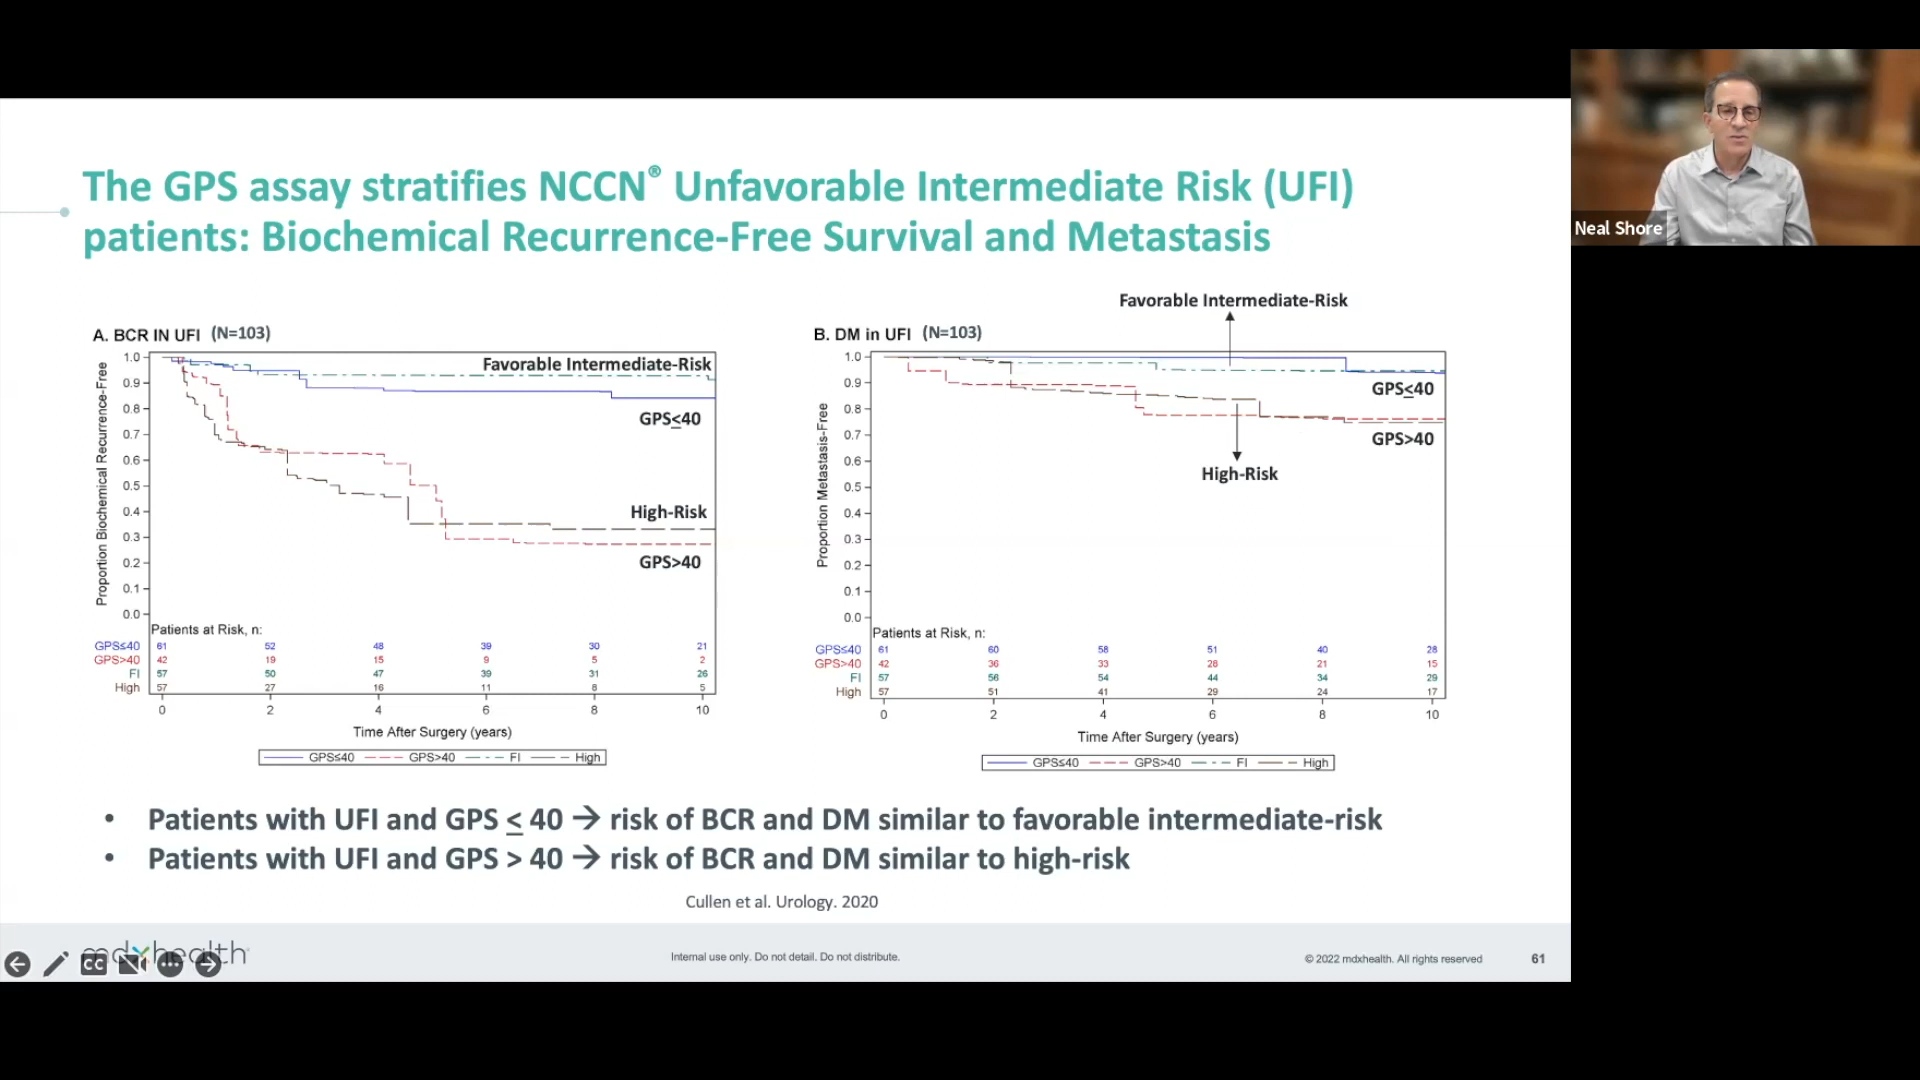 The GPS assay stratifies NCCN® Unfavorable Intermediate Risk (UFI)
patients: Biochemical Recurrence-Free Survival and Metastasis
Neal Shore
A. BCR IN UFI (N=103)
Proportion Biochemical Recurrence-Free
1.0
0.9
0.8
0.7
0.6
0.5
0.4
0.3
0.2
0.1
0.0
Favorable Intermediate-Risk
GPS≤40
High-Risk
GPS>40
Patients at Risk, n:
GPS≤40 61 52 48 39 30 21
GPS>40 42 19 15 9 5 2
FI 57 50 47 39 31 26
High 57 27 16 11 8 5
0 2 4 6 8 10
Time After Surgery (years)
GPS≤40 GPS>40 FI High
Favorable Intermediate-Risk
B. DM in UFI (N=103)
Proportion Metastasis-Free
1.0
0.9
0.8
0.7
0.6
0.5
0.4
0.3
0.2
0.1
0.0
GPS≤40
GPS>40
High-Risk
Patients at Risk, n:
GPS≤40 61 60 58 51 40 28
GPS>40 42 36 33 28 21 15
FI 57 56 54 44 34 29
High 57 51 41 29 24 17
0 2 4 6 8 10
Time After Surgery (years)
GPS≤40 GPS>40 FI High
• Patients with UFI and GPS ≤ 40 → risk of BCR and DM similar to favorable intermediate-risk
• Patients with UFI and GPS > 40 → risk of BCR and DM similar to high-risk
Cullen et al. Urology. 2020
mdxhealth
CC
Internal use only. Do not detail. Do not distribute.
© 2022 mdxhealth. All rights reserved
61